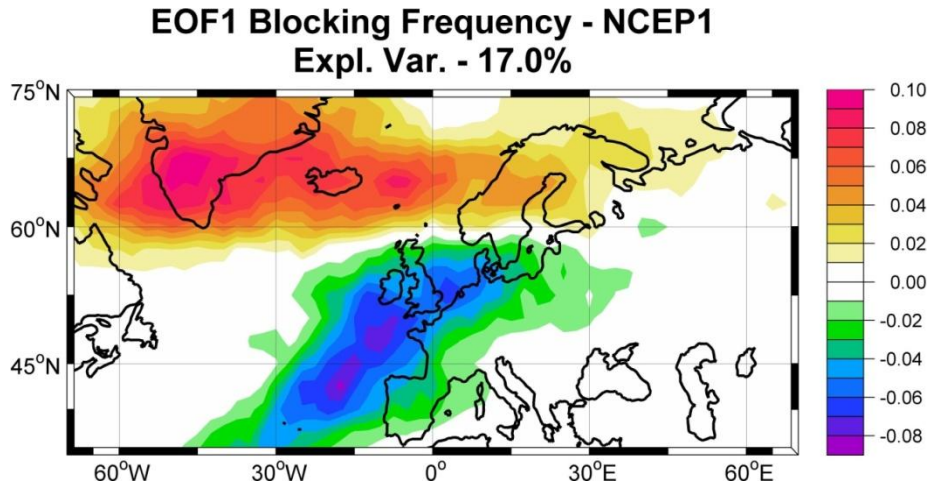 EOF1 Blocking Frequency - NCEP1
Expl. Var. - 17.0%
75°N
60°N
45°N
60°W
30°W
0°
30°E
60°E
0.10
0.08
0.06
0.04
0.02
0.00
-0.02
-0.04
-0.06
-0.08